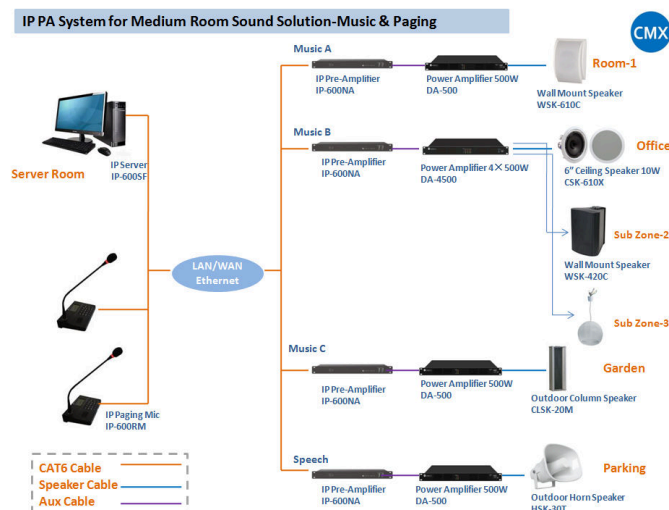 IP PA System for Medium Room Sound Solution-Music & Paging
CMX
Music A
IP Pre-Amplifier
IP-600NA
Power Amplifier 500W
DA-500
Room-1
Wall Mount Speaker
WSK-610C
Music B
IP Pre-Amplifier
IP-600NA
Power Amplifier 4×500W
DA-4500
Office
6” Ceiling Speaker 10W
CSK-610X
Server Room
IP Server
IP-600SF
Sub Zone-2
Wall Mount Speaker
WSK-420C
LAN/WAN
Ethernet
Sub Zone-3
Music C
IP Pre-Amplifier
IP-600NA
Power Amplifier 500W
DA-500
Garden
Outdoor Column Speaker
CLSK-20M
IP Paging Mic
IP-600RM
Speech
IP Pre-Amplifier
IP-600NA
Power Amplifier 500W
DA-500
Parking
Outdoor Horn Speaker
HSK-30T
CAT6 Cable
Speaker Cable
Aux Cable